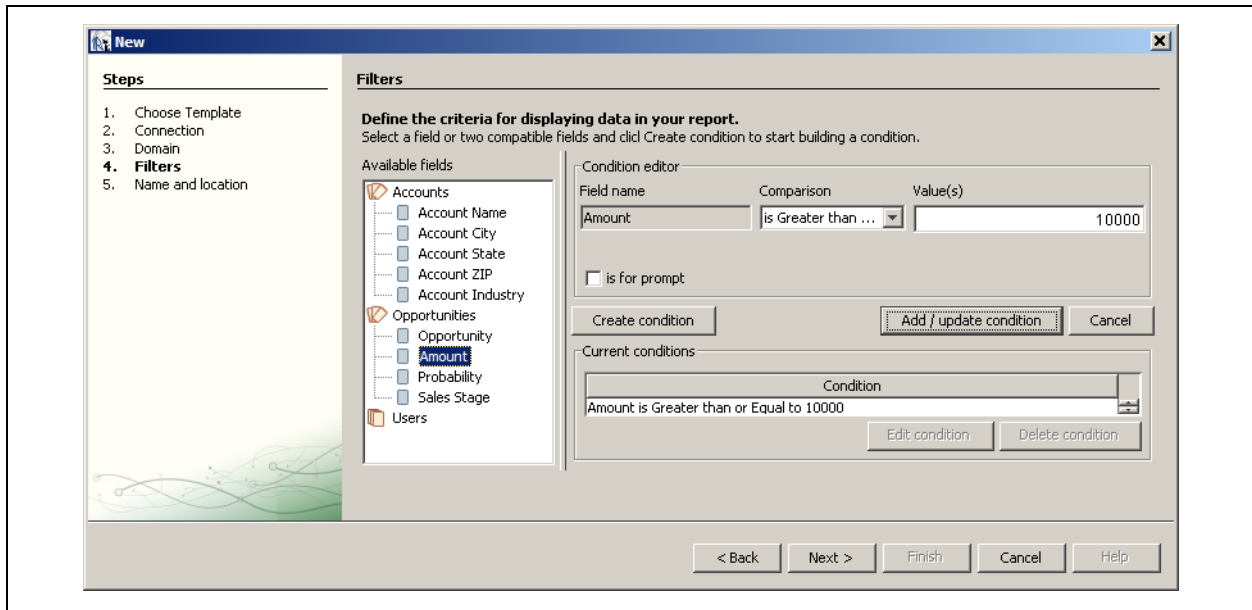 New
Steps
1. Choose Template
2. Connection
3. Domain
4. Filters
5. Name and location
Filters
Define the criteria for displaying data in your report.
Select a field or two compatible fields and clicl Create condition to start building a condition.
Available fields
Accounts
Account Name
Account City
Account State
Account ZIP
Account Industry
Opportunities
Opportunity
Amount
Probability
Sales Stage
Users
Condition editor
Field name Comparison Value(s)
Amount is Greater than ... 10000
is for prompt
Create condition Add / update condition Cancel
Current conditions
Condition
Amount is Greater than or Equal to 10000
Edit condition Delete condition
< Back Next > Finish Cancel Help